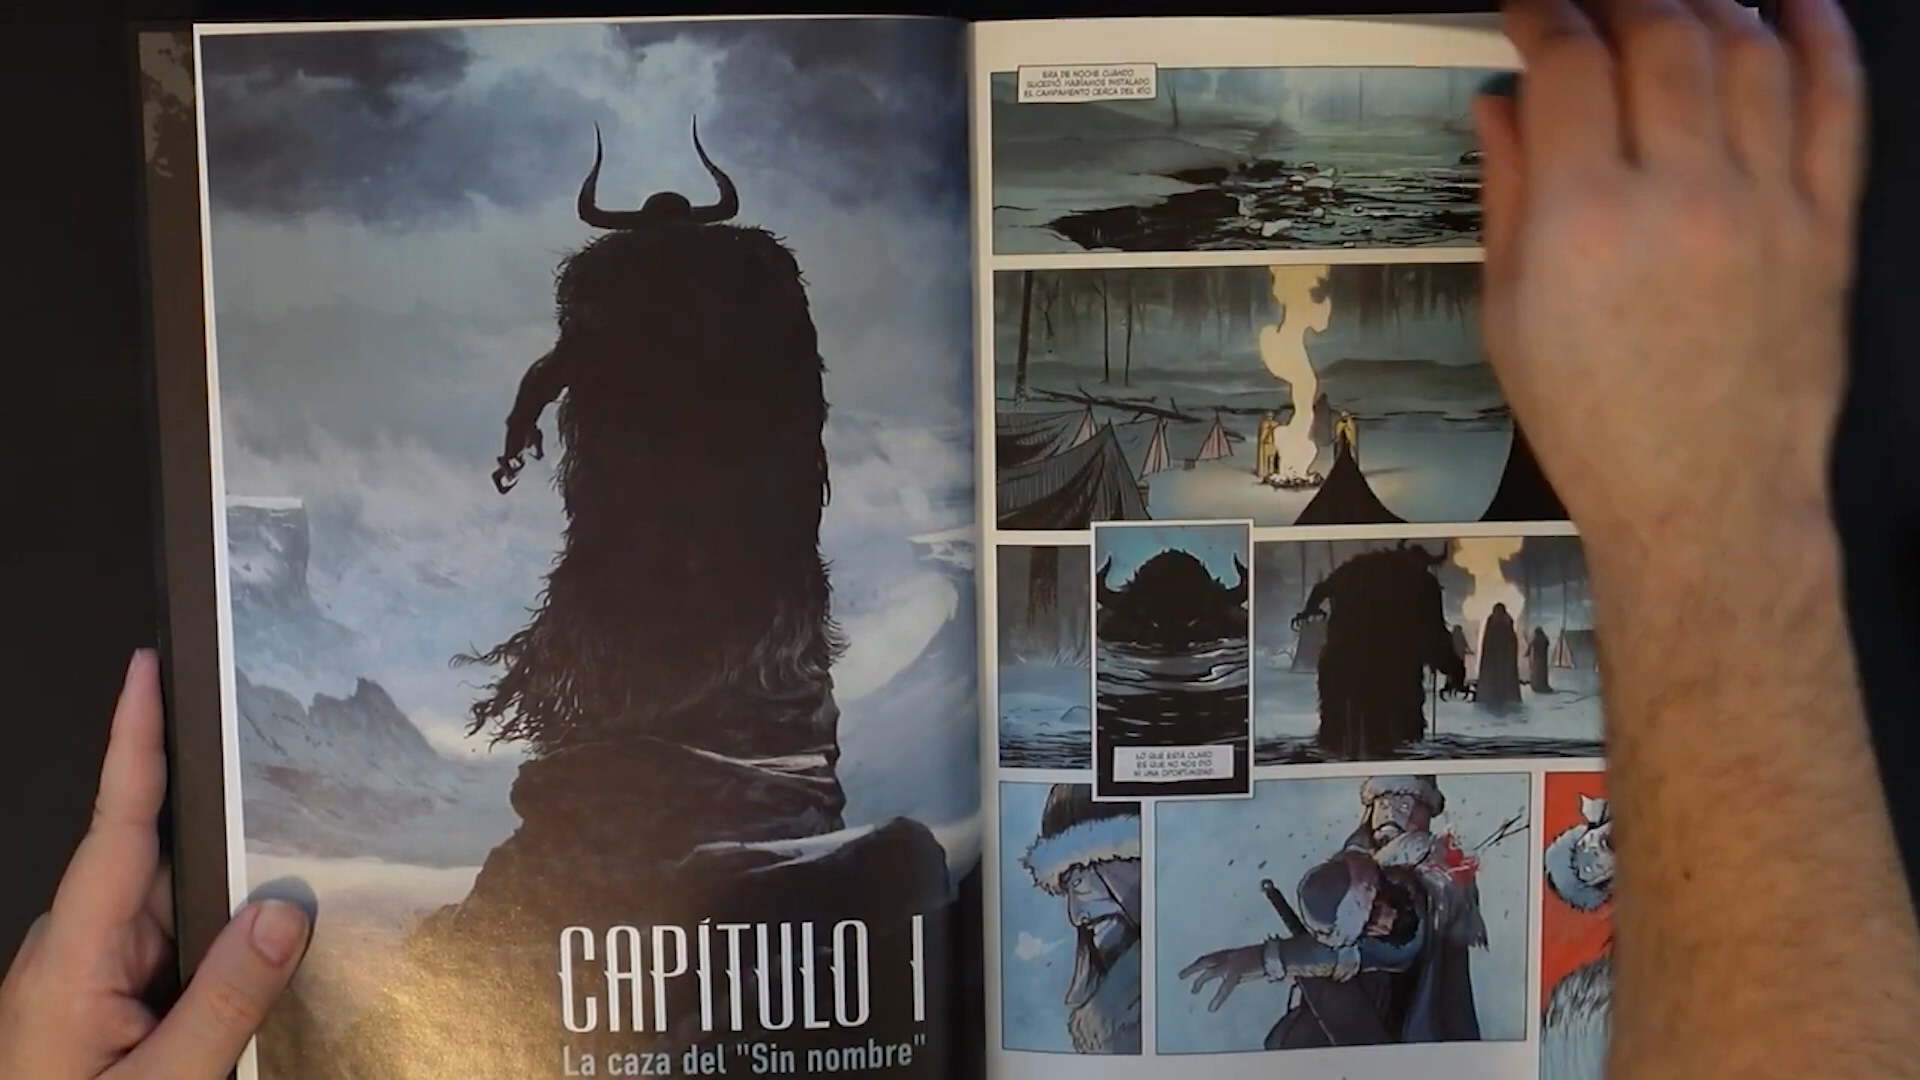 CAPÍTULO I
La caza del "Sin nombre"
ERA DE NOCHE CUANDO
SUCEDIÓ. HABÍAMOS INSTALADO
EL CAMPAMENTO CERCA DEL RÍO.
LO QUE ESTÁ CLARO
ES QUE NO NOS DIO
NI UNA OPORTUNIDAD.